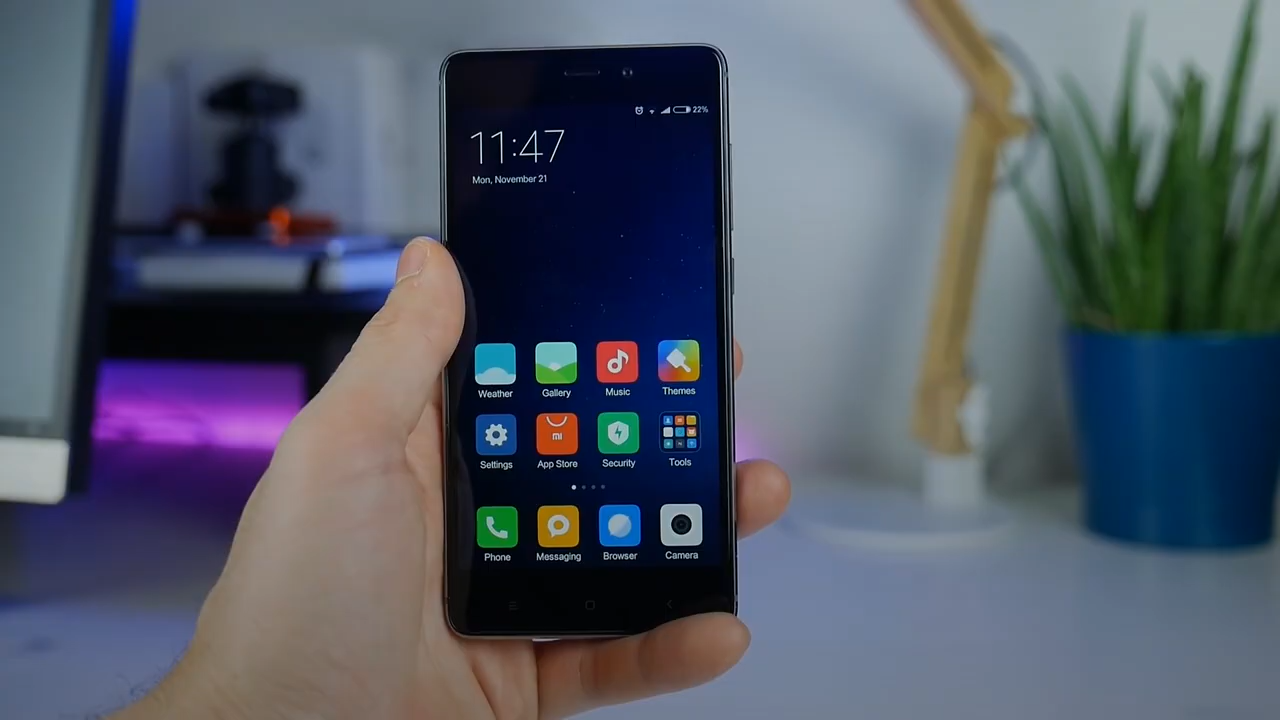 22%
11:47
Mon, November 21
Weather Gallery Music Themes
mi
Settings App Store Security Tools
Phone Messaging Browser Camera